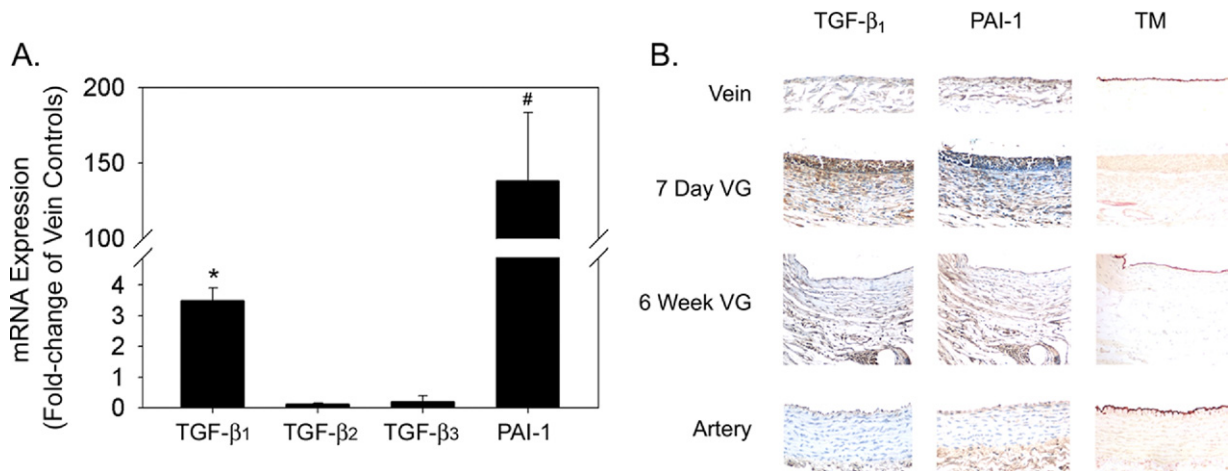 A.
mRNA Expression
(Fold-change of Vein Controls)
200
150
100
4
3
2
1
0
*
#
TGF-β₁
TGF-β₂
TGF-β₃
PAI-1
B.
TGF-β₁ PAI-1 TM
Vein
7 Day VG
6 Week VG
Artery